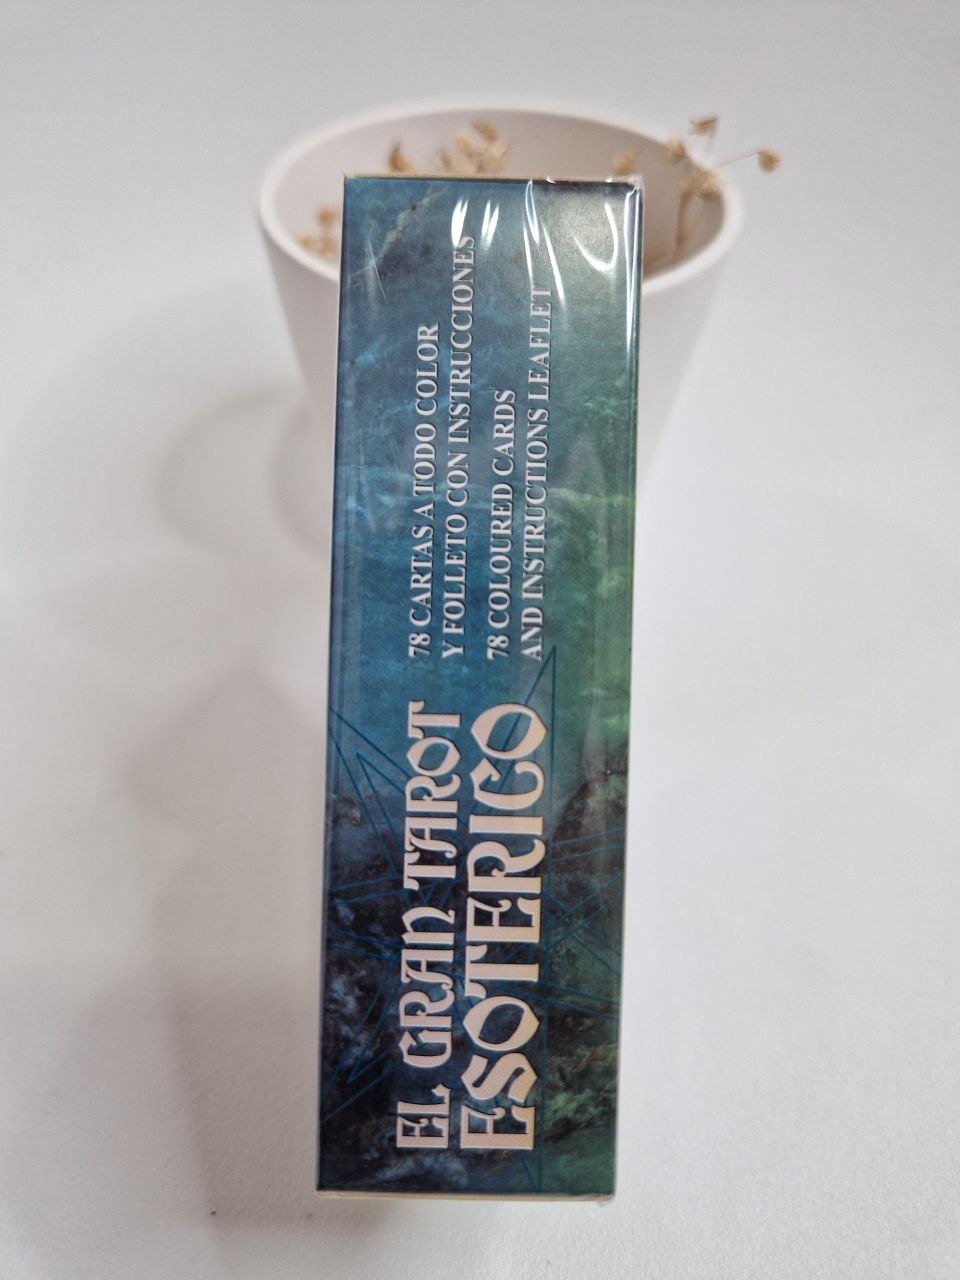 EL GRAN TAROT
ESOTERICO
78 CARTAS A TODO COLOR
Y FOLLETO CON INSTRUCCIONES
78 COLOURED CARDS
AND INSTRUCTIONS LEAFLET